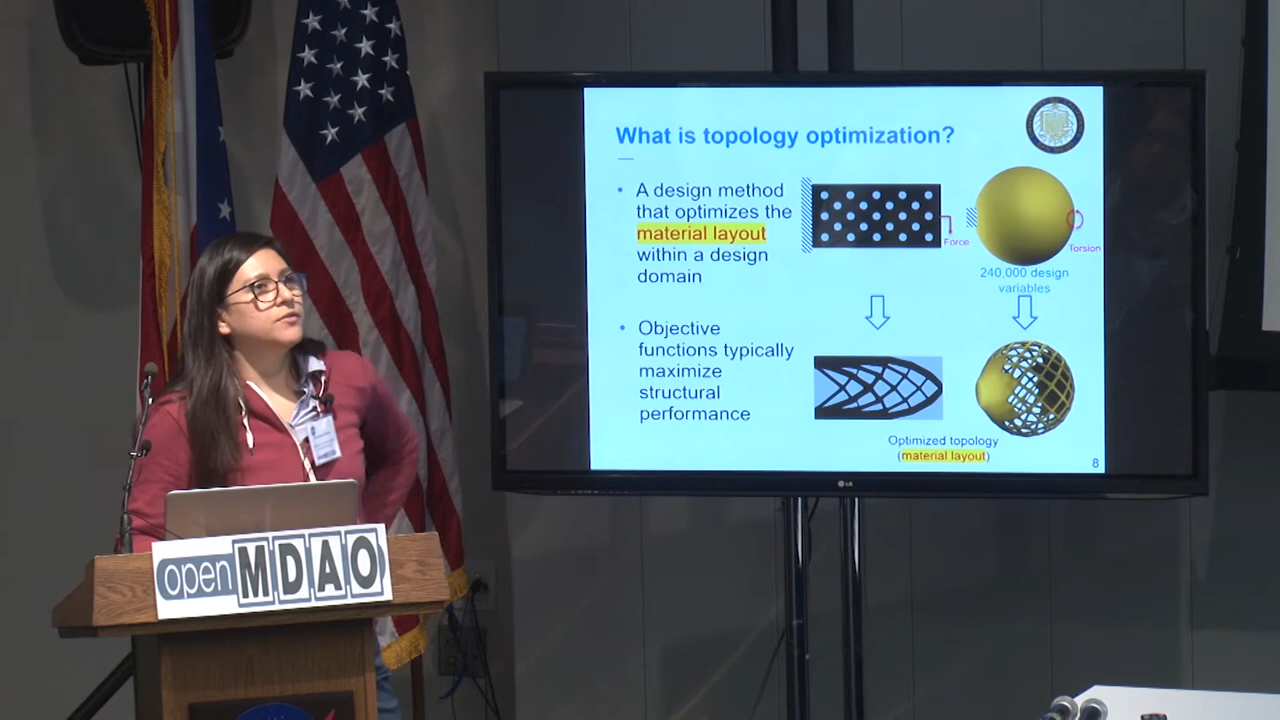 What is topology optimization?
• A design method
that optimizes the
material layout
within a design
domain
• Objective
functions typically
maximize
structural
performance
Force
Torsion
240,000 design
variables
Optimized topology
(material layout)
8
LG
openMDAO